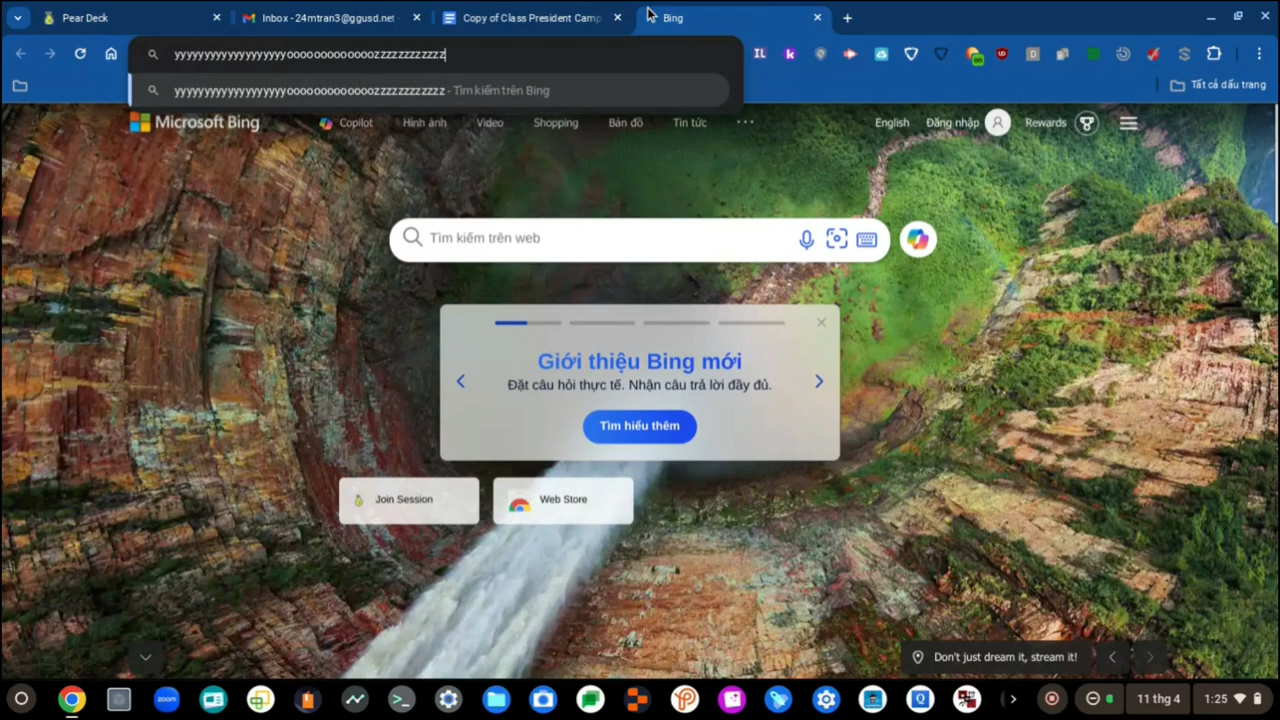 Pear Deck
Inbox - 24mtran3@ggusd.net -
Copy of Class President Camp
Bing
yyyyyyyyyyyyyyyyyyyooooooooooooooozzzzzzzzzzzz
yyyyyyyyyyyyyyyyyyyooooooooooooooozzzzzzzzzzzz - Tìm kiếm trên Bing
Tất cả dấu trang
Microsoft Bing
Copilot
Hình ảnh
Video
Shopping
Bản đồ
Tin tức
English
Đăng nhập
Rewards
Tìm kiếm trên web
Giới thiệu Bing mới
Đặt câu hỏi thực tế. Nhận câu trả lời đầy đủ.
Tìm hiểu thêm
Join Session
Web Store
Don't just dream it, stream it!
zoom
11 thg 4
1:25